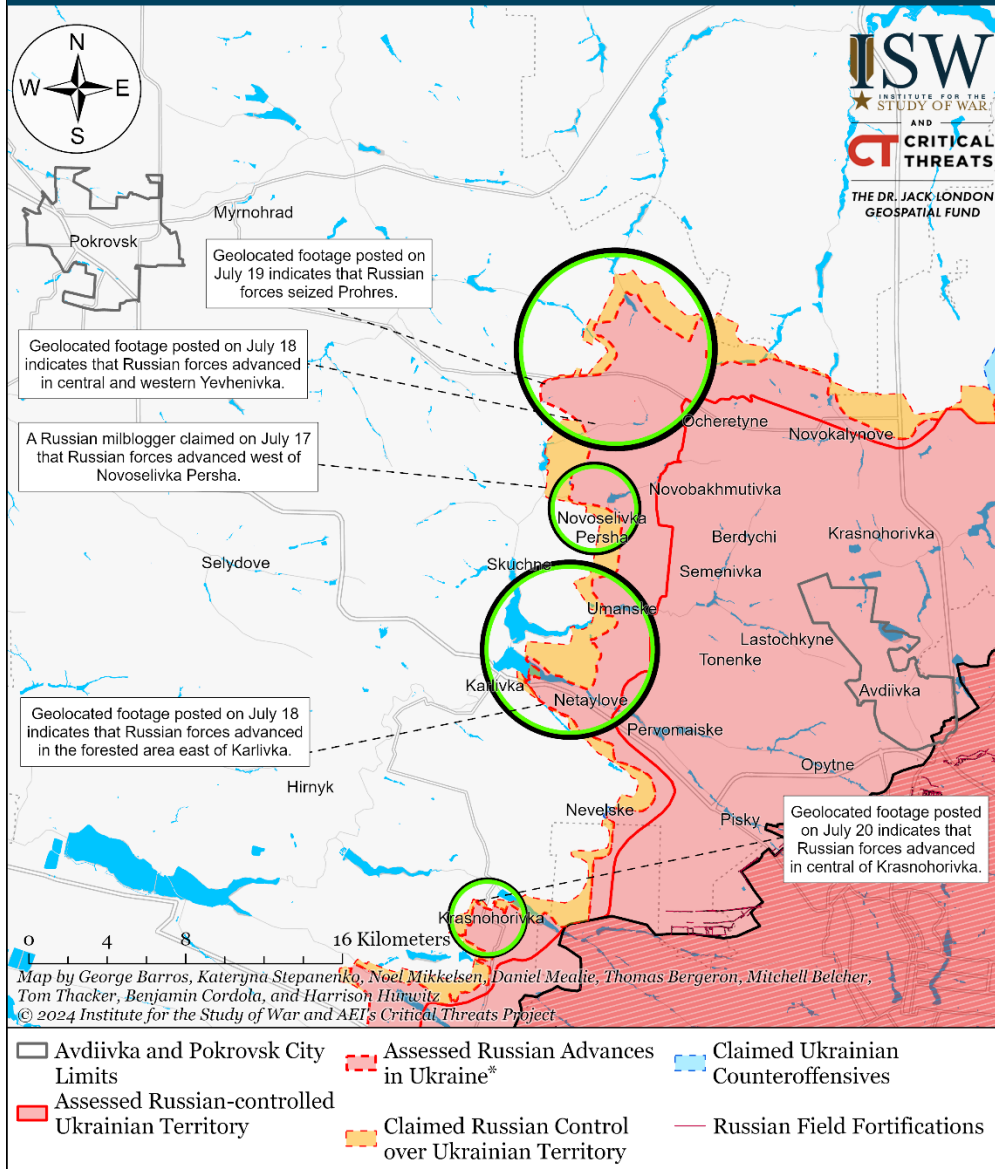 N
W E
S
ISW
INSTITUTE FOR THE
STUDY OF WAR
AND
CT CRITICAL
THREATS
THE DR. JACK LONDON
GEOSPATIAL FUND
Myrnohrad
Pokrovsk
Geolocated footage posted on
July 19 indicates that Russian
forces seized Prohres.
Geolocated footage posted on July 18
indicates that Russian forces advanced
in central and western Yevhenivka.
A Russian milblogger claimed on July 17
that Russian forces advanced west of
Novoselivka Persha.
Ocheretyne
Novokalynove
Novobakhmutivka
Novoselivka
Persha
Berdychi
Krasnohorivka
Selydove
Skuchne
Semenivka
Umanske
Lastochkyne
Tonenke
Karlivka
Avdiivka
Netaylove
Geolocated footage posted on July 18
indicates that Russian forces advanced
in the forested area east of Karlivka.
Pervomaiske
Opytne
Hirnyk
Nevelske
Pisky
Geolocated footage posted
on July 20 indicates that
Russian forces advanced
in central of Krasnohorivka.
Krasnohorivka
0 4 8 16 Kilometers
Map by George Barros, Kateryna Stepanenko, Noel Mikkelsen, Daniel Mealie, Thomas Bergeron, Mitchell Belcher,
Tom Thacker, Benjamin Cordola, and Harrison Hurwitz
© 2024 Institute for the Study of War and AEI's Critical Threats Project
Avdiivka and Pokrovsk City
Limits
Assessed Russian-controlled
Ukrainian Territory
Assessed Russian Advances
in Ukraine*
Claimed Russian Control
over Ukrainian Territory
Claimed Ukrainian
Counteroffensives
Russian Field Fortifications